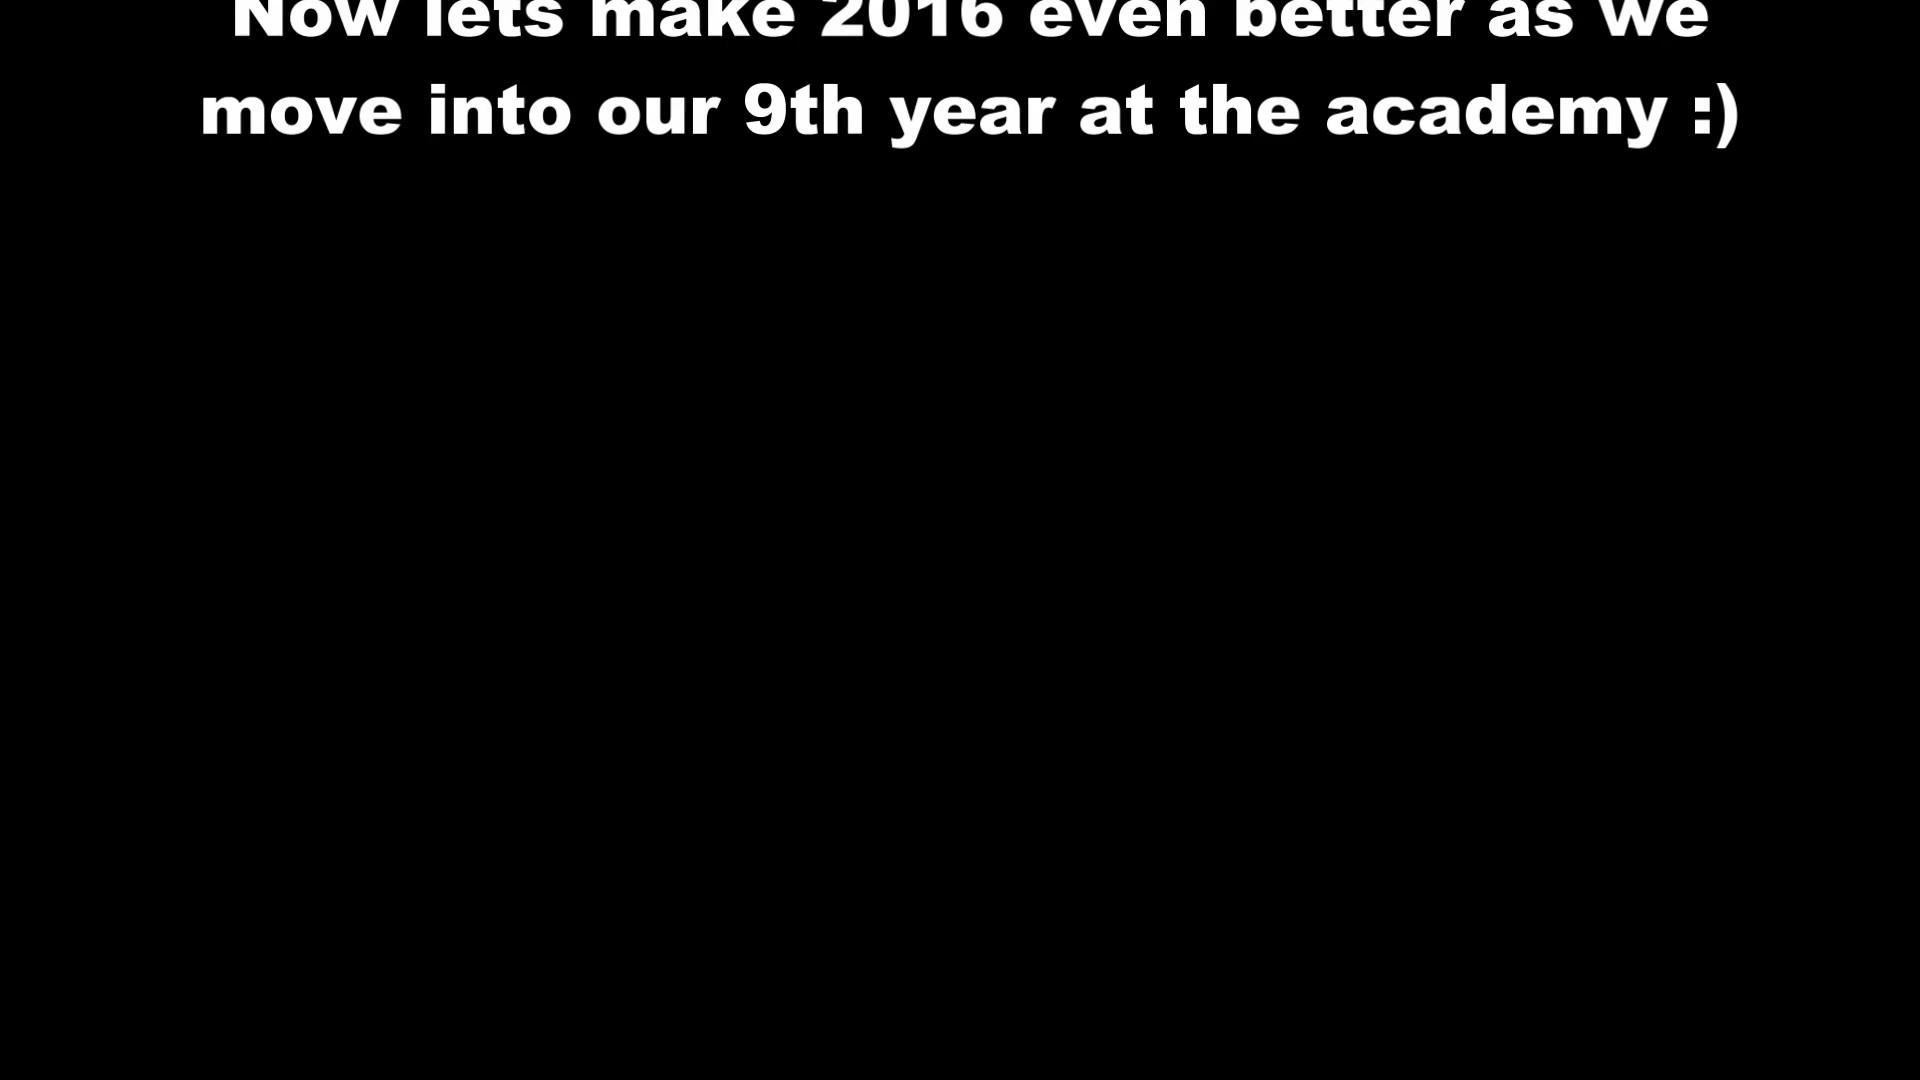 Now lets make 2016 even better as we
move into our 9th year at the academy :)